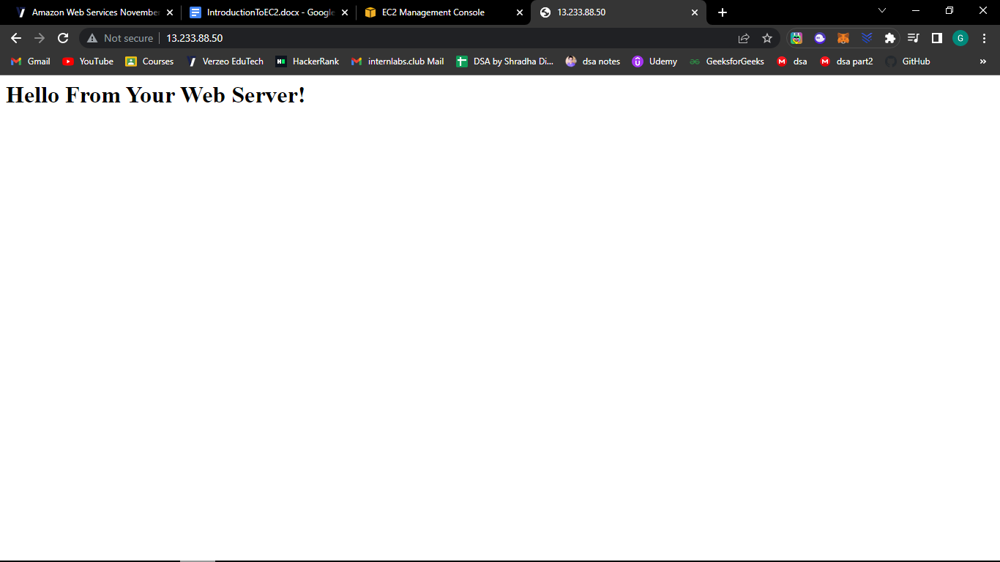 Amazon Web Services November
IntroductionToEC2.docx - Google
EC2 Management Console
13.233.88.50
Not secure
13.233.88.50
G
Gmail
YouTube
Courses
Verzeo EduTech
HackerRank
internlabs.club Mail
DSA by Shradha Di...
dsa notes
Udemy
GeeksforGeeks
dsa
dsa part2
GitHub
Hello From Your Web Server!